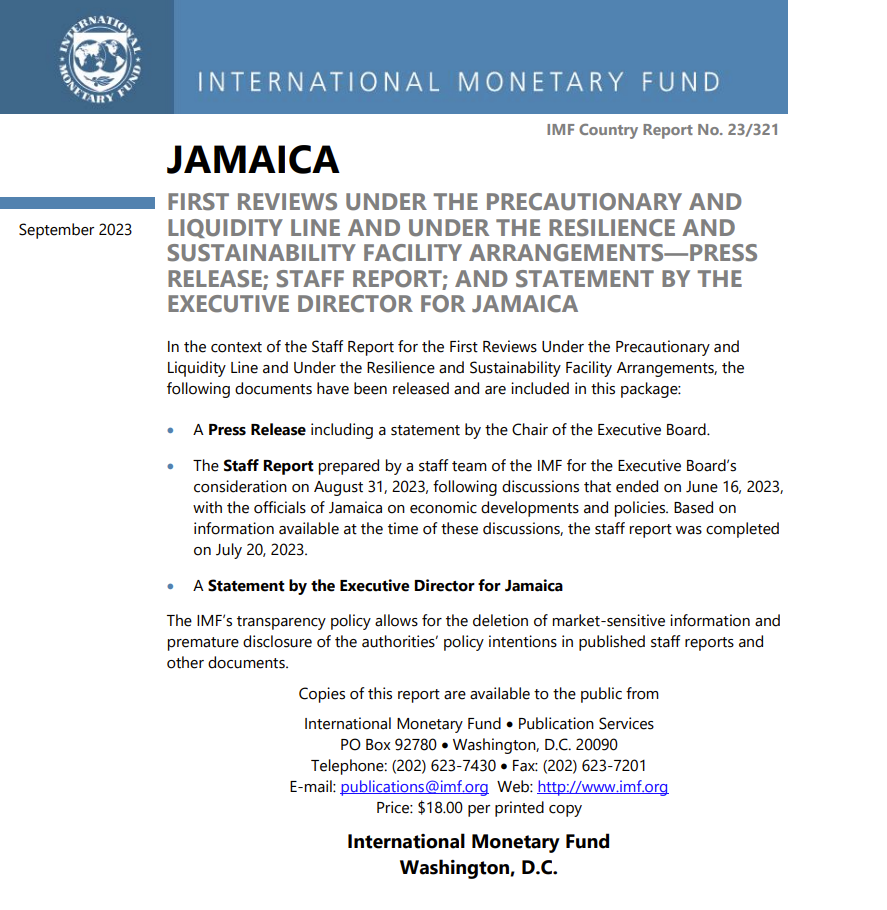 INTERNATIONAL MONETARY FUND
INTERNATIONAL MONETARY FUND
IMF Country Report No. 23/321
JAMAICA
September 2023
FIRST REVIEWS UNDER THE PRECAUTIONARY AND
LIQUIDITY LINE AND UNDER THE RESILIENCE AND
SUSTAINABILITY FACILITY ARRANGEMENTS—PRESS
RELEASE; STAFF REPORT; AND STATEMENT BY THE
EXECUTIVE DIRECTOR FOR JAMAICA
In the context of the Staff Report for the First Reviews Under the Precautionary and
Liquidity Line and Under the Resilience and Sustainability Facility Arrangements, the
following documents have been released and are included in this package:
• A Press Release including a statement by the Chair of the Executive Board.
• The Staff Report prepared by a staff team of the IMF for the Executive Board’s
consideration on August 31, 2023, following discussions that ended on June 16, 2023,
with the officials of Jamaica on economic developments and policies. Based on
information available at the time of these discussions, the staff report was completed
on July 20, 2023.
• A Statement by the Executive Director for Jamaica
The IMF’s transparency policy allows for the deletion of market-sensitive information and
premature disclosure of the authorities’ policy intentions in published staff reports and
other documents.
Copies of this report are available to the public from
International Monetary Fund • Publication Services
PO Box 92780 • Washington, D.C. 20090
Telephone: (202) 623-7430 • Fax: (202) 623-7201
E-mail: publications@imf.org Web: http://www.imf.org
Price: $18.00 per printed copy
International Monetary Fund
Washington, D.C.